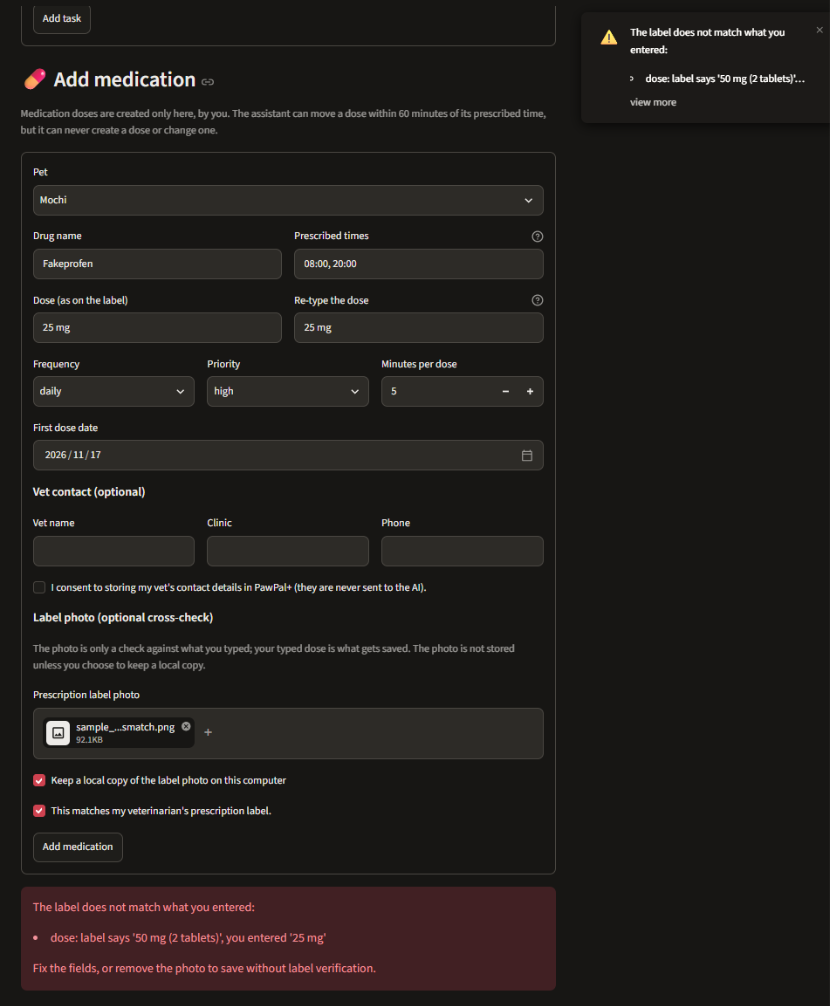 Add task
The label does not match what you
entered:
dose: label says '50 mg (2 tablets)'...
view more
Add medication
Medication doses are created only here, by you. The assistant can move a dose within 60 minutes of its prescribed time,
but it can never create a dose or change one.
Pet
Mochi
Drug name
Prescribed times
Fakeprofen
08:00, 20:00
Dose (as on the label)
Re-type the dose
25 mg
25 mg
Frequency
Priority
Minutes per dose
daily
high
5
First dose date
2026 / 11 / 17
Vet contact (optional)
Vet name
Clinic
Phone
I consent to storing my vet's contact details in PawPal+ (they are never sent to the AI).
Label photo (optional cross-check)
The photo is only a check against what you typed; your typed dose is what gets saved. The photo is not stored
unless you choose to keep a local copy.
Prescription label photo
sample_...smatch.png
92.1KB
Keep a local copy of the label photo on this computer
This matches my veterinarian's prescription label.
Add medication
The label does not match what you entered:
• dose: label says '50 mg (2 tablets)', you entered '25 mg'
Fix the fields, or remove the photo to save without label verification.